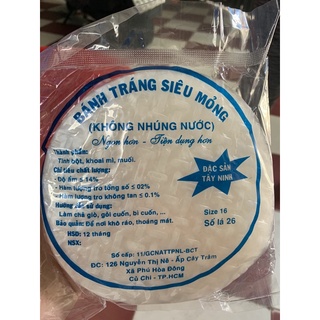 BÁNH TRÁNG SIÊU MỎNG
(KHÔNG NHÚNG NƯỚC)
Ngon hơn - Tiện dụng hơn
Thành phần:
- Tinh bột, khoai mì, muối.
Chỉ tiêu chất lượng:
- Độ ẩm ≤ 14%
- Hàm lượng tro tổng số ≤ 02%
- Hàm lượng tro không tan ≤ 0.1%
Hướng dẫn sử dụng:
Làm chả giò, gỏi cuốn, bì cuốn, ...
Bảo quản: Để nơi khô ráo, thoáng mát.
HSD: 12 tháng
NSX:
ĐẶC SẢN
TÂY NINH
Size 16
Số lá 26
Số cấp: 11/GCNATTPNL-BCT
ĐC: 126 Nguyễn Thị Nê - Ấp Cây Trâm
Xã Phú Hòa Đông
Củ Chi - TP.HCM